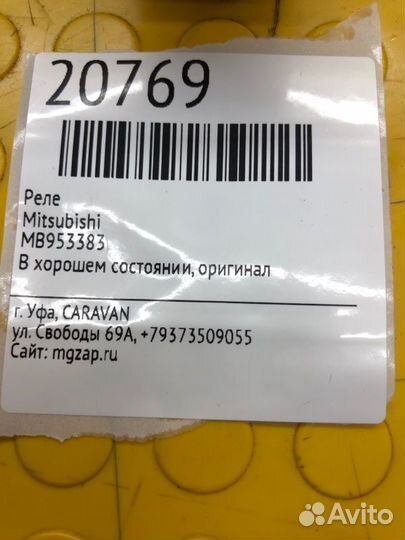 20769
Реле
Mitsubishi
MB953383
В хорошем состоянии, оригинал
г. Уфа, CARAVAN
ул. Свободы 69А, +79373509055
Сайт: mgzap.ru
Avito